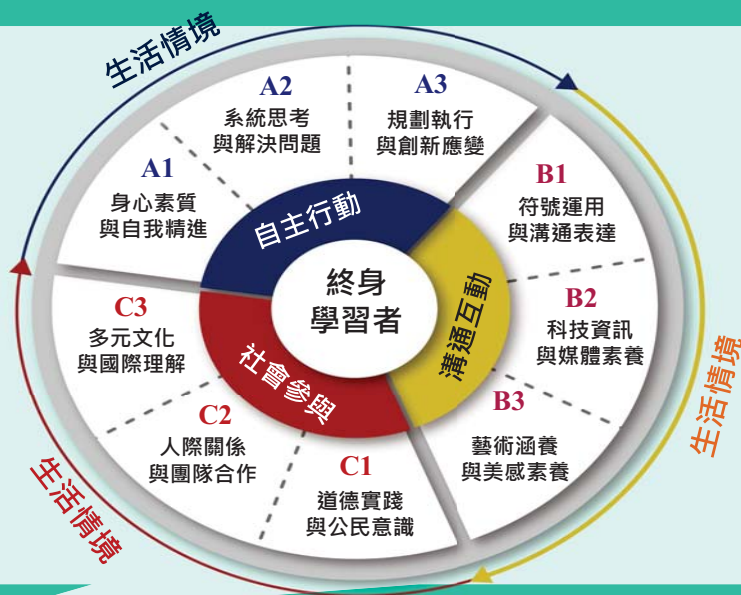 生活情境
A1
身心素質
與自我精進
A2
系統思考
與解決問題
A3
規劃執行
與創新應變
B1
符號運用
與溝通表達
B2
科技資訊
與媒體素養
B3
藝術涵養
與美感素養
C1
道德實踐
與公民意識
C2
人際關係
與團隊合作
C3
多元文化
與國際理解
自主行動
溝通互動
社會參與
終身
學習者
生活情境
生活情境